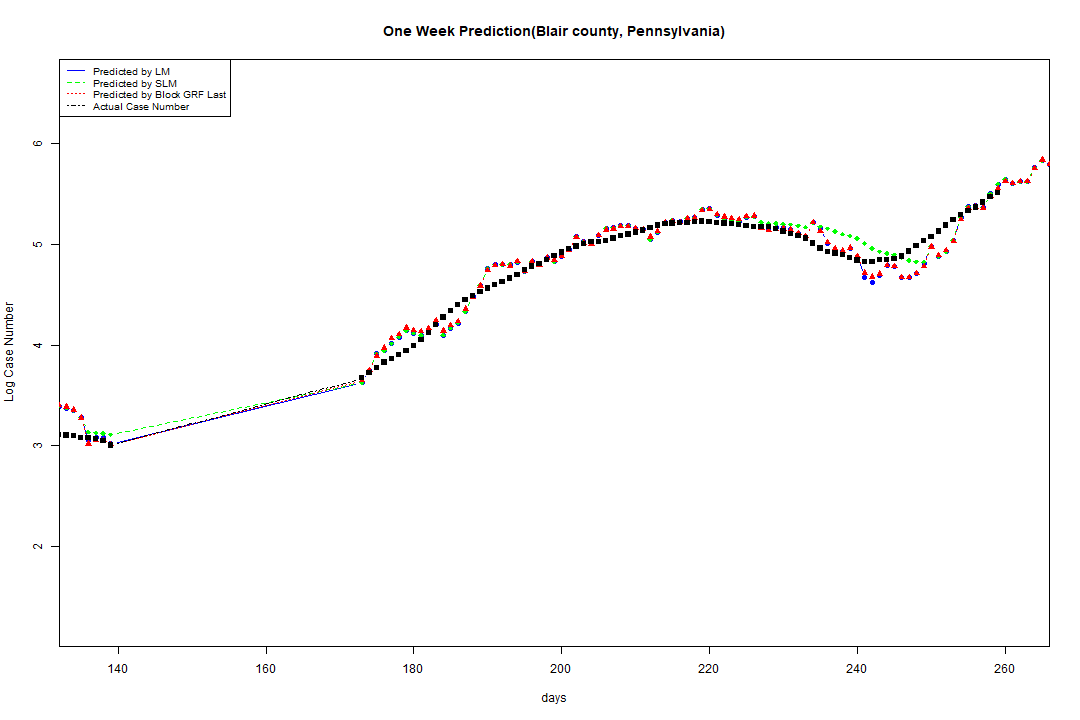 One Week Prediction(Blair county, Pennsylvania)
Predicted by LM
Predicted by SLM
Predicted by Block GRF Last
Actual Case Number
6
5
4
3
2
Log Case Number
140 160 180 200 220 240 260
days